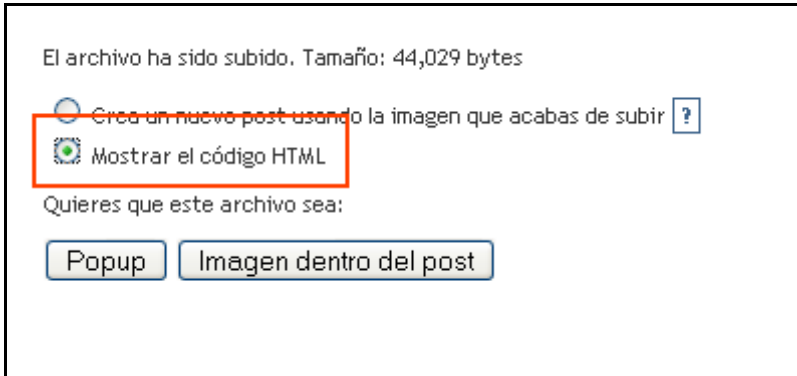 El archivo ha sido subido. Tamaño: 44,029 bytes
Crea un nuevo post usando la imagen que acabas de subir ?
Mostrar el código HTML
Quieres que este archivo sea:
Popup Imagen dentro del post